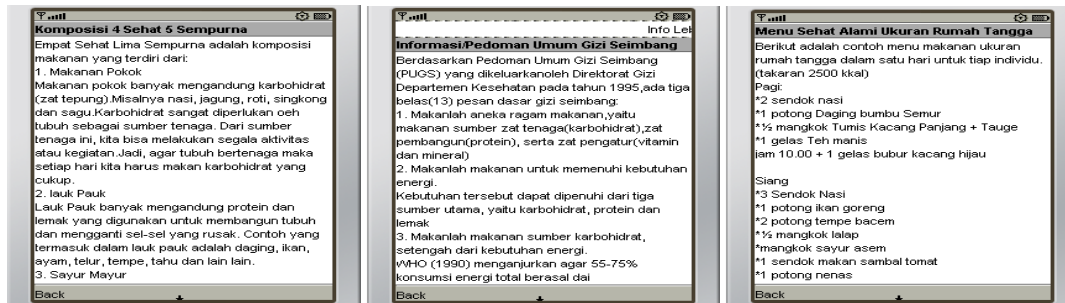 Komposisi 4 Sehat 5 Sempurna
Empat Sehat Lima Sempurna adalah komposisi
makanan yang terdiri dari:
1. Makanan Pokok
Makanan pokok banyak mengandung karbohidrat
(zat tepung).Misalnya nasi, jagung, roti, singkong
dan sagu.Karbohidrat sangat diperlukan oeh
tubuh sebagai sumber tenaga. Dari sumber
tenaga ini, kita bisa melakukan segala aktivitas
atau kegiatan.Jadi, agar tubuh bertenaga maka
setiap hari kita harus makan karbohidrat yang
cukup.
2. lauk Pauk
Lauk Pauk banyak mengandung protein dan
lemak yang digunakan untuk membangun tubuh
dan mengganti sel-sel yang rusak. Contoh yang
termasuk dalam lauk pauk adalah daging, ikan,
ayam, telur, tempe, tahu dan lain lain.
3. Sayur Mayur
Back
Info Lel
Informasi/Pedoman Umum Gizi Seimbang
Berdasarkan Pedoman Umum Gizi Seimbang
(PUGS) yang dikeluarkanoleh Direktorat Gizi
Departemen Kesehatan pada tahun 1995,ada tiga
belas(13) pesan dasar gizi seimbang:
1. Makanlah aneka ragam makanan,yaitu
makanan sumber zat tenaga(karbohidrat),zat
pembangun(protein), serta zat pengatur(vitamin
dan mineral)
2. Makanlah makanan untuk memenuhi kebutuhan
energi.
Kebutuhan tersebut dapat dipenuhi dari tiga
sumber utama, yaitu karbohidrat, protein dan
lemak
3. Makanlah makanan sumber karbohidrat,
setengah dari kebutuhan energi.
WHO (1990) menganjurkan agar 55-75%
konsumsi energi total berasal dai
Back
Menu Sehat Alami Ukuran Rumah Tangga
Berikut adalah contoh menu makanan ukuran
rumah tangga dalam satu hari untuk tiap individu.
(takaran 2500 kkal)
Pagi:
*2 sendok nasi
*1 potong Daging bumbu Semur
*½ mangkok Tumis Kacang Panjang + Tauge
*1 gelas Teh manis
jam 10.00 + 1 gelas bubur kacang hijau
Siang
*3 Sendok Nasi
*1 potong ikan goreng
*2 potong tempe bacem
*½ mangkok lalap
*mangkok sayur asem
*1 sendok makan sambal tomat
*1 potong nenas
Back